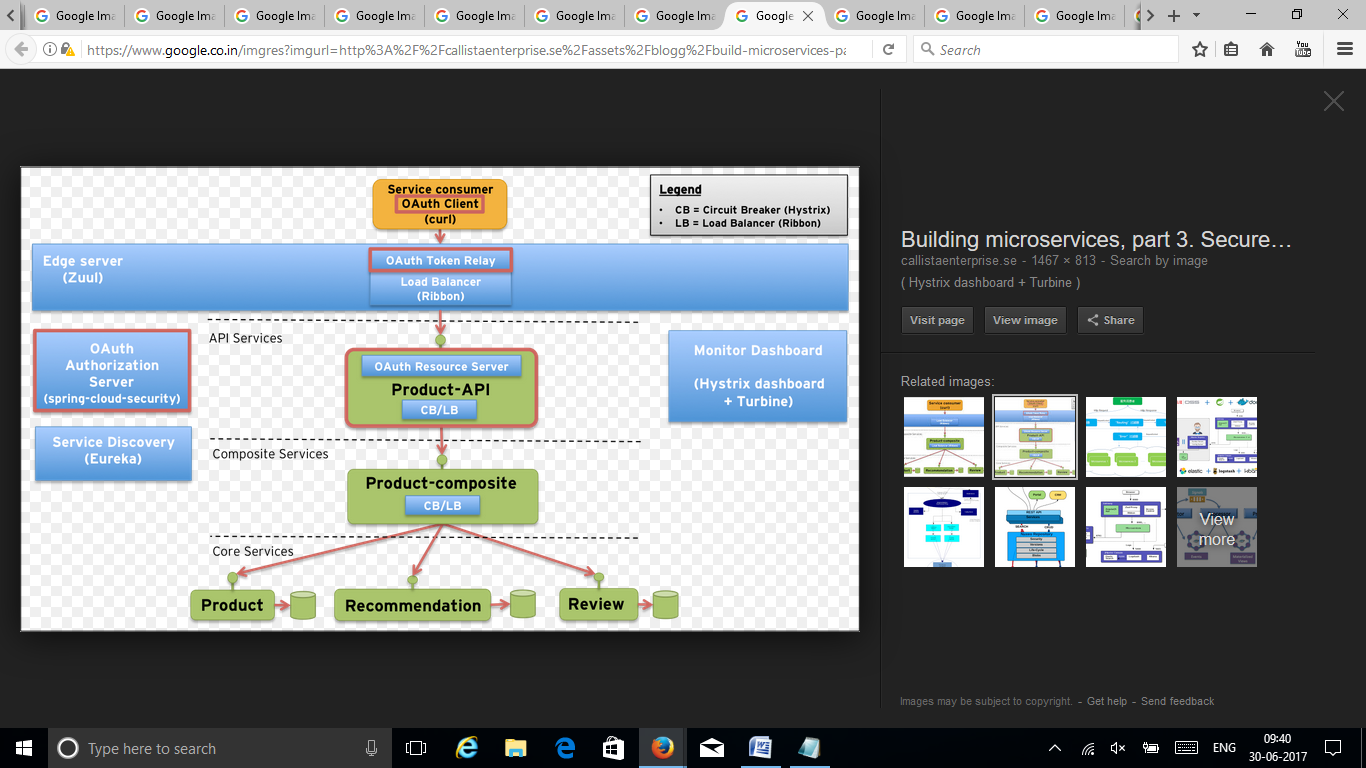 Google Ima
Google Ima
Google Ima
Google Ima
Google Ima
Google Ima
Google Ima
Google
Google Ima
Google Ima
Google Ima
https://www.google.co.in/imgres?imgurl=http%3A%2F%2Fcallistaenterprise.se%2Fassets%2Fblogg%2Fbuild-microservices-pa
Search
You
Tube
Service consumer
OAuth Client
(curl)
Legend
• CB = Circuit Breaker (Hystrix)
• LB = Load Balancer (Ribbon)
Edge server
(Zuul)
OAuth Token Relay
Load Balancer
(Ribbon)
API Services
OAuth
Authorization
Server
(spring-cloud-security)
OAuth Resource Server
Product-API
CB/LB
Monitor Dashboard
(Hystrix dashboard
+ Turbine)
Service Discovery
(Eureka)
Composite Services
Product-composite
CB/LB
Core Services
Product
Recommendation
Review
Building microservices, part 3. Secure…
callistaenterprise.se - 1467 × 813 - Search by image
( Hystrix dashboard + Turbine )
Visit page
View image
Share
Related images:
View
more
Images may be subject to copyright. - Get help - Send feedback
Type here to search
ENG
09:40
30-06-2017